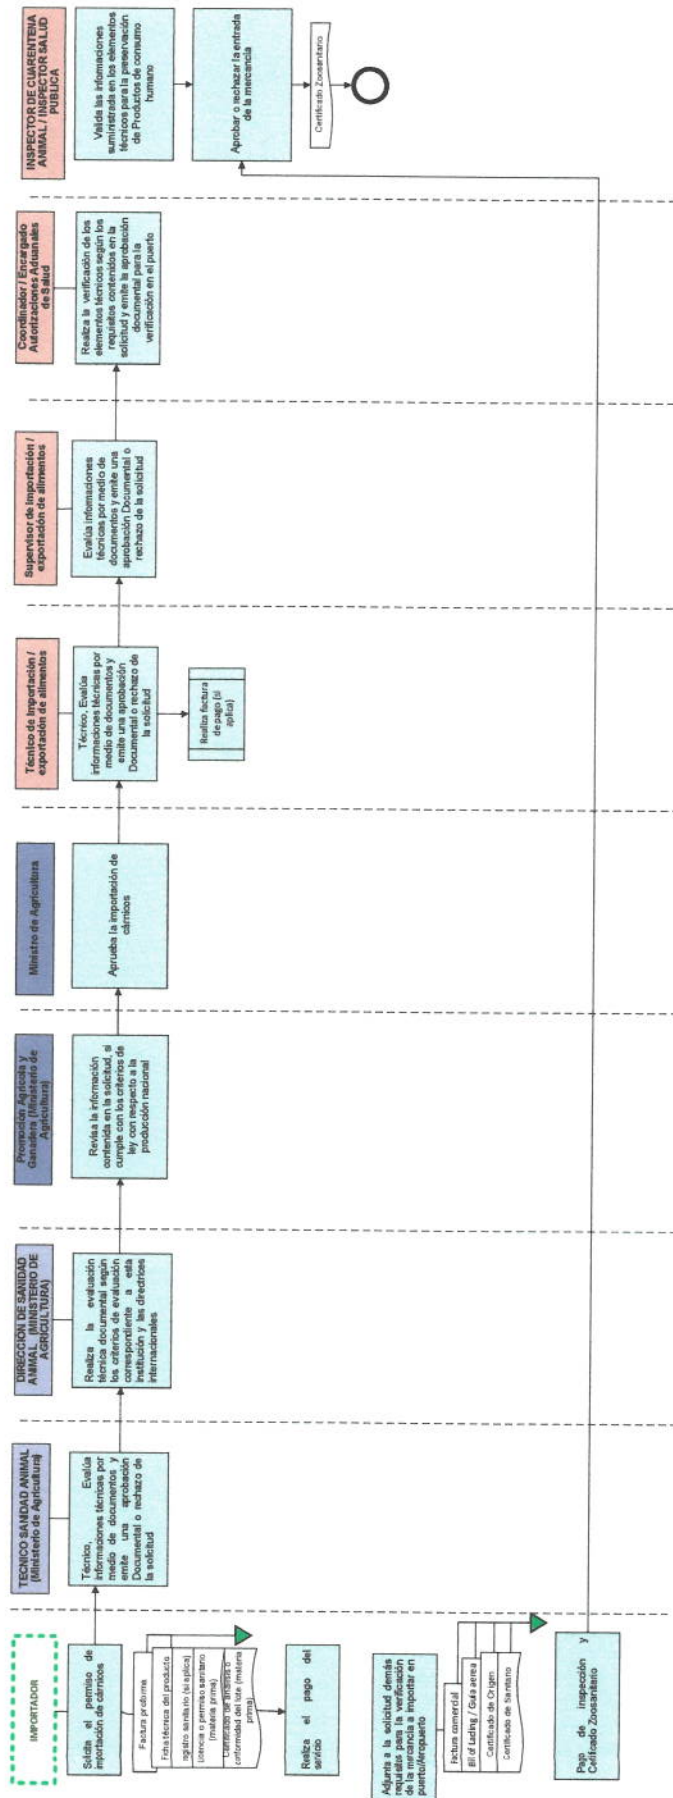 IMPORTADOR
Solicita el permiso de
importación de cárnicos
Factura proforma
Ficha técnica del producto
registro sanitario (si aplica)
Licencia o permiso sanitario
(materia prima)
Certificado de análisis o
conformidad del lote (materia
prima)
Realiza el pago del
servicio
Adjunta a la solicitud demás
requisitos para la verificación
de la mercancia a importar en
puerto/Aropuerto
Factura comercial
Bill of Lading / Guía aerea
Certificado de Origen
Certificado de Sanitario
Pago de inspección y
Cerificado Zoosanitario
TECNICO SANIDAD ANIMAL
(Ministerio de Agricultura)
Técnico, Evalúa
informaciones técnicas por
medio de documentos y
emite una aprobación
Documental o rechazo de
la solicitud
DIRECCIÓN DE SANIDAD
ANIMAL (MINISTERIO DE
AGRICULTURA)
Realiza la evaluación
técnica documental según
los criterios de evaluación
correspondiente a esta
institución y las directrices
internacionales
Promoción Agrícola y
Ganadera (Ministerio de
Agricultura)
Revisa la información
contenida en la solicitud, si
cumple con los criterios de
ley con respecto a la
producción nacional
Ministro de Agricultura
Aprueba la importación de
cárnicos
Técnico de Importación /
exportación de alimentos
Técnico, Evalúa
informaciones técnicas por
medio de documentos y
emite una aprobación
Documental o rechazo de
la solicitud
Realiza factura
de pago (si
aplica)
Supervisor de Importación /
exportación de alimentos
Evalúa informaciones
técnicas por medio de
documentos y emite una
aprobación Documental o
rechazo de la solicitud
Coordinador / Encargado
Autorizaciones Aduanales
de Salud
Realiza la verificación de los
elementos técnicos según los
requisitos contenidos en la
solicitud y emite la aprobación
documental para la
verificación en el puerto
INSPECTOR DE CUARENTENA
ANIMAL / INSPECTOR SALUD
PUBLICA
Valida las informaciones
suministrada en los elementos
técnicos para la preservación
de Productos de consumo
humano
Aprobar o rechazar la entrada
de la mercancía
Certificado Zoosanitario